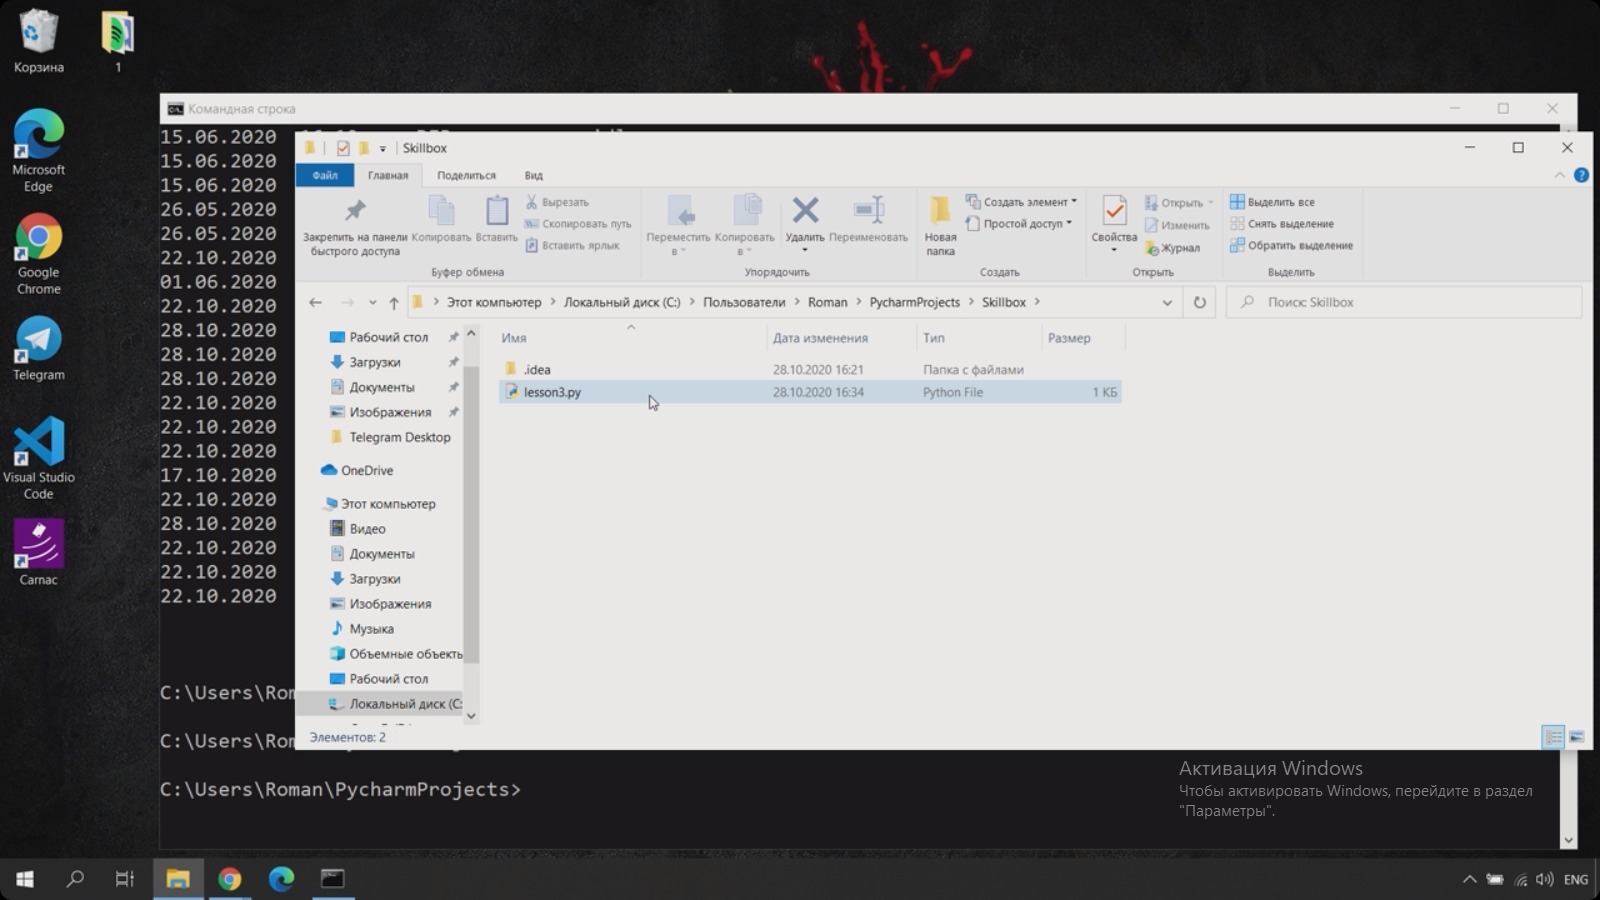 Корзина
1
Microsoft
Edge
Google
Chrome
Telegram
Visual Studio
Code
Carnac
Командная строка
15.06.2020
15.06.2020
15.06.2020
26.05.2020
26.05.2020
22.10.2020
01.06.2020
22.10.2020
28.10.2020
28.10.2020
28.10.2020
22.10.2020
22.10.2020
22.10.2020
17.10.2020
22.10.2020
28.10.2020
22.10.2020
22.10.2020
22.10.2020
C:\Users\Rom
C:\Users\Rom
C:\Users\Roman\PycharmProjects>
Skillbox
Файл Главная Поделиться Вид
Закрепить на панели
быстрого доступа
Копировать
Вставить
Вырезать
Скопировать путь
Вставить ярлык
Буфер обмена
Переместить
в
Копировать
в
Удалить
Переименовать
Упорядочить
Новая
папка
Создать элемент
Простой доступ
Создать
Свойства
Открыть
Изменить
Журнал
Открыть
Выделить все
Снять выделение
Обратить выделение
Выделить
Этот компьютер > Локальный диск (C:) > Пользователи > Roman > PycharmProjects > Skillbox >
Поиск: Skillbox
Рабочий стол
Загрузки
Документы
Изображения
Telegram Desktop
OneDrive
Этот компьютер
Видео
Документы
Загрузки
Изображения
Музыка
Объемные объекть
Рабочий стол
Локальный диск (C:
Имя Дата изменения Тип Размер
.idea 28.10.2020 16:21 Папка с файлами
lesson3.py 28.10.2020 16:34 Python File 1 КБ
Элементов: 2
Активация Windows
Чтобы активировать Windows, перейдите в раздел
"Параметры".
ENG